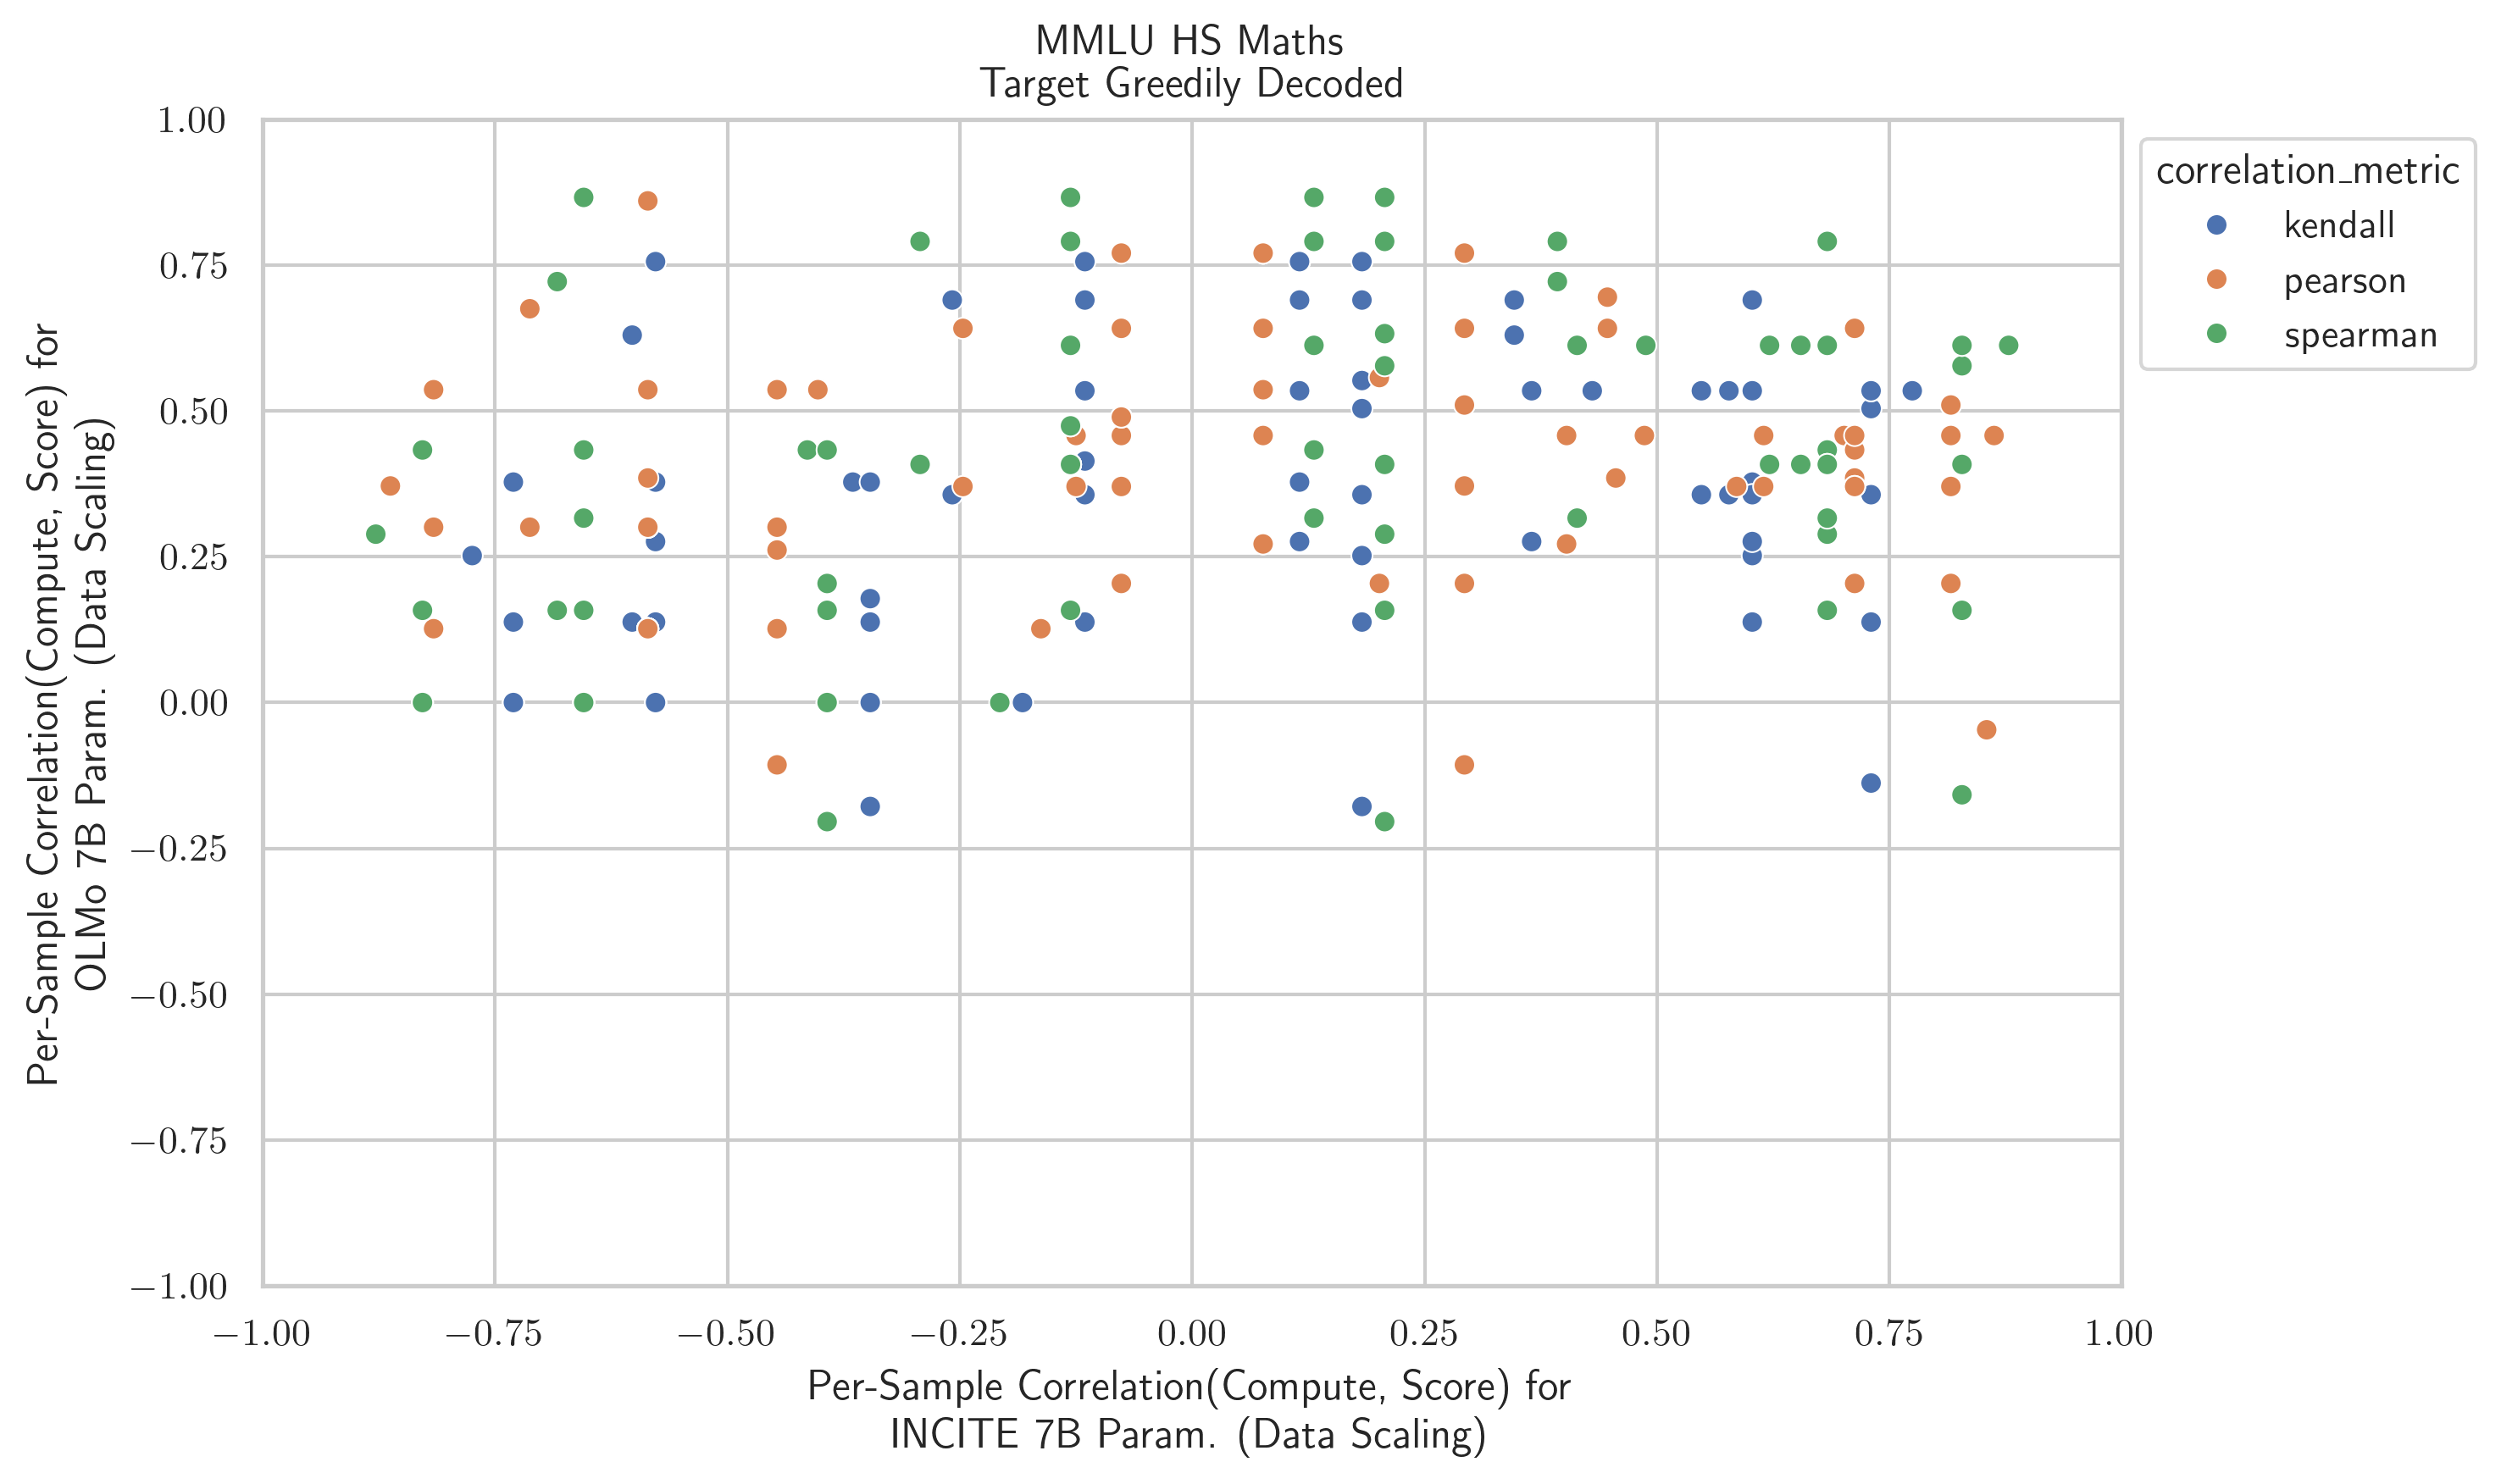 MMLU HS Maths
Target Greedily Decoded
1.00
0.75
0.50
0.25
0.00
−0.25
−0.50
−0.75
−1.00
Per-Sample Correlation(Compute, Score) for
OLMo 7B Param. (Data Scaling)
−1.00
−0.75
−0.50
−0.25
0.00
0.25
0.50
0.75
1.00
Per-Sample Correlation(Compute, Score) for
INCITE 7B Param. (Data Scaling)
correlation_metric
kendall
pearson
spearman